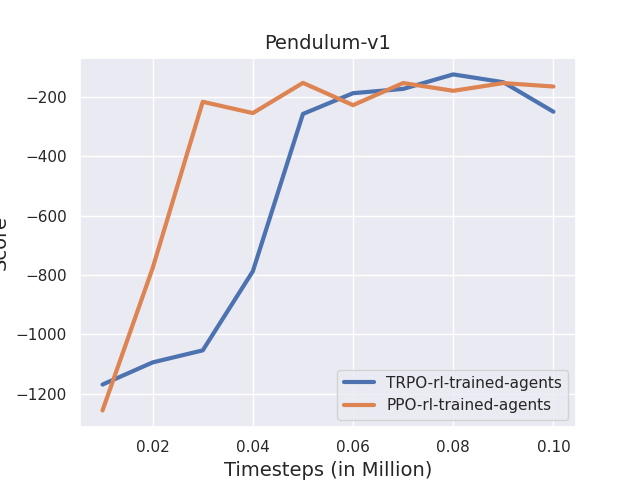 Pendulum-v1
Score
−200
−400
−600
−800
−1000
−1200
0.02 0.04 0.06 0.08 0.10
Timesteps (in Million)
TRPO-rl-trained-agents
PPO-rl-trained-agents